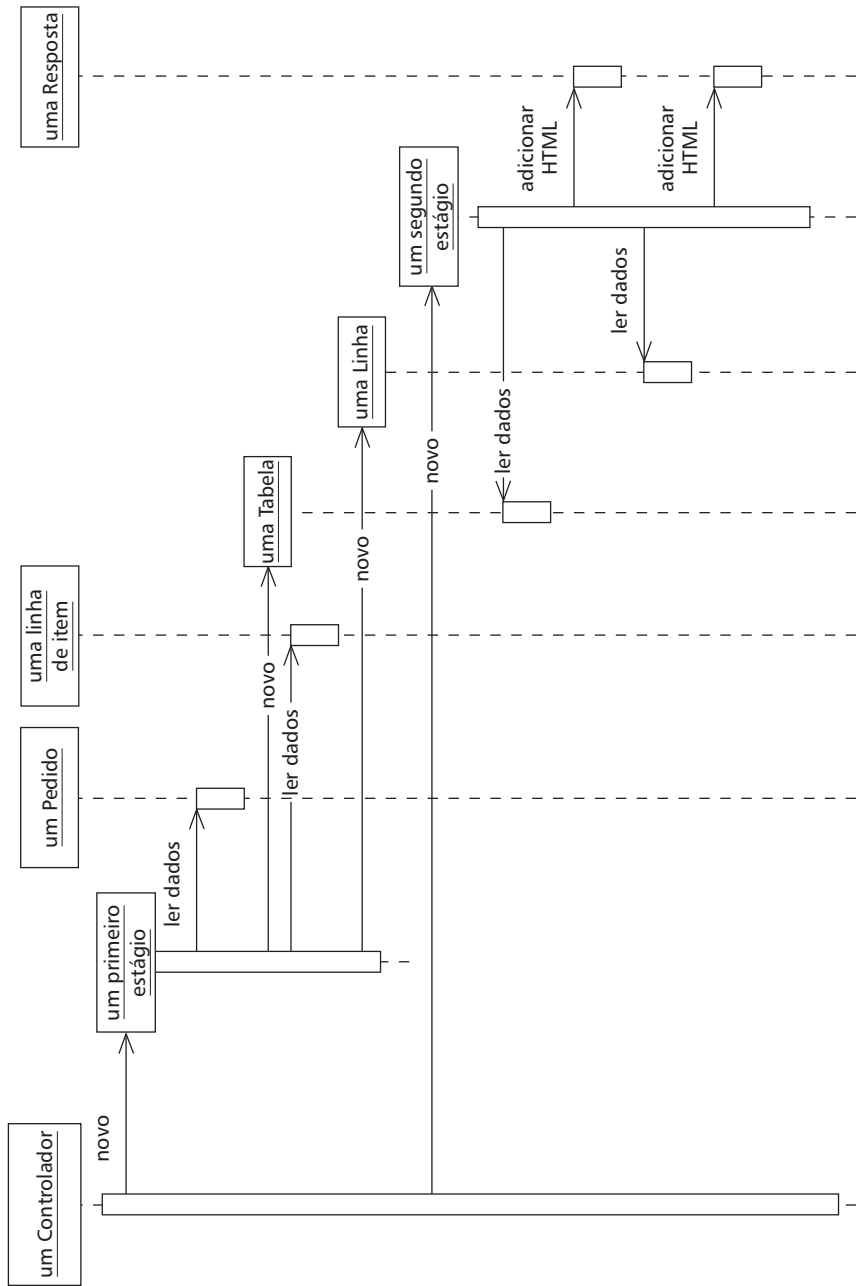 um Controlador
um primeiro
estágio
um Pedido
uma linha
de item
uma Tabela
uma Linha
um segundo
estágio
uma Resposta
novo
ler dados
novo
ler dados
novo
novo
ler dados
adicionar
HTML
ler dados
adicionar
HTML